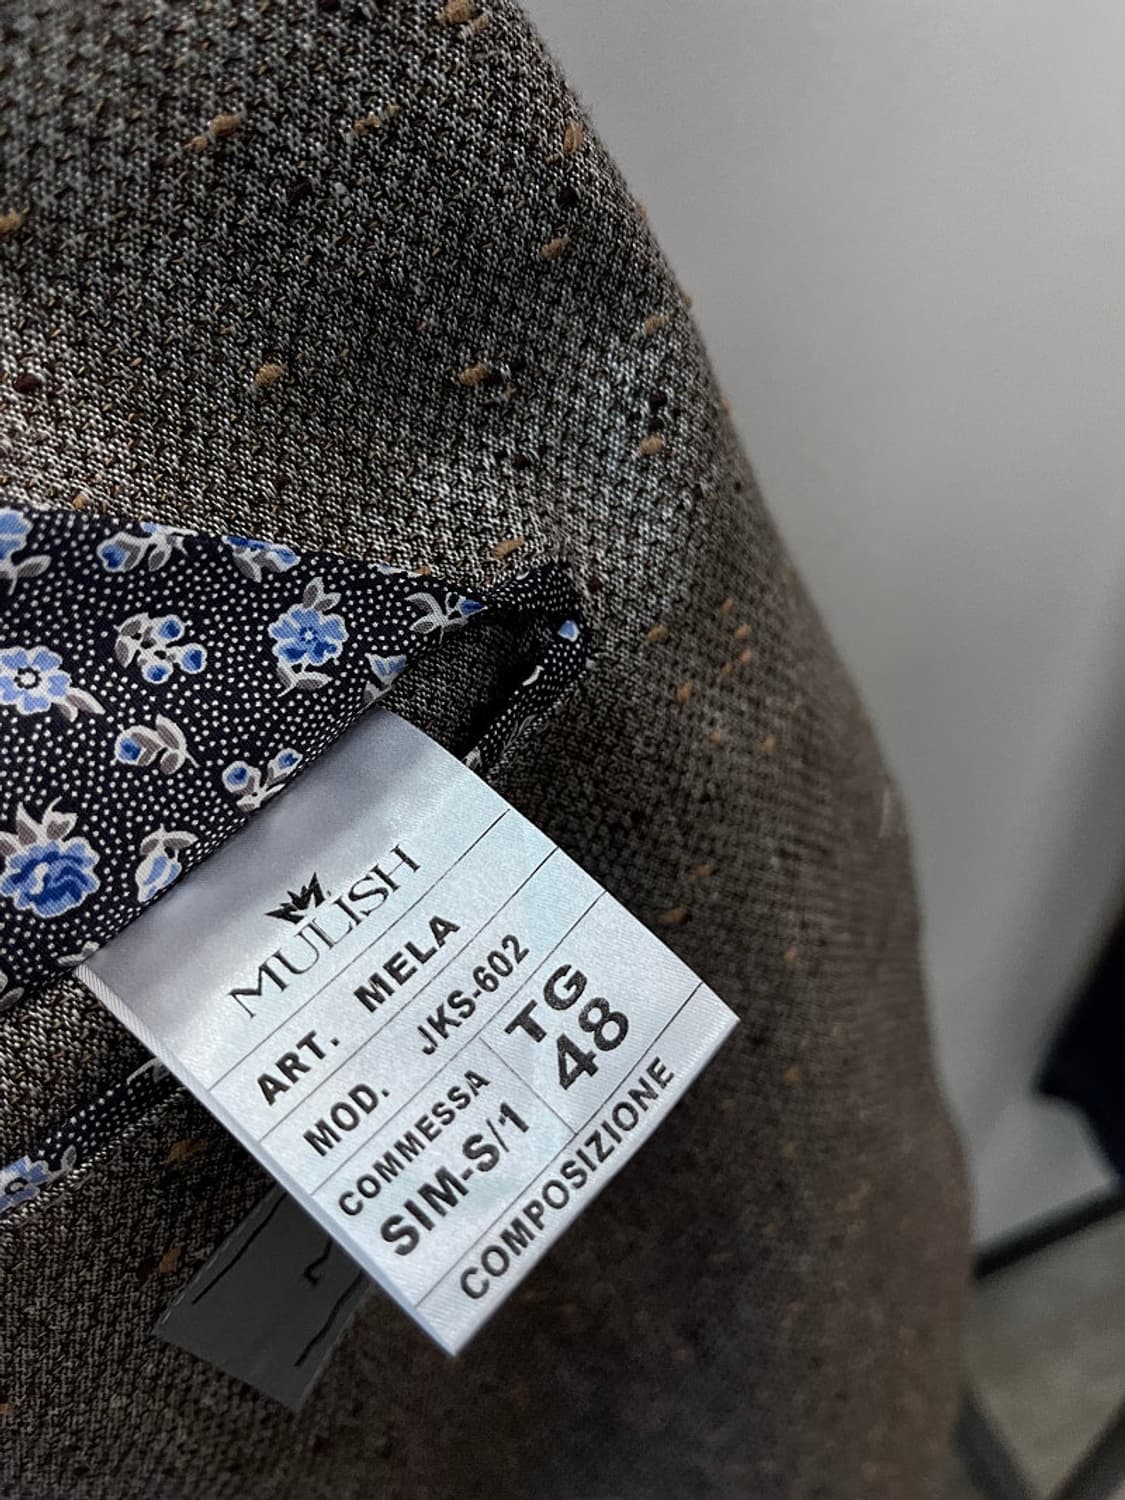 MULISH
ART. MELA
MOD. JKS-602
COMMESSA
SIM-S/1
TG
48
COMPOSIZIONE